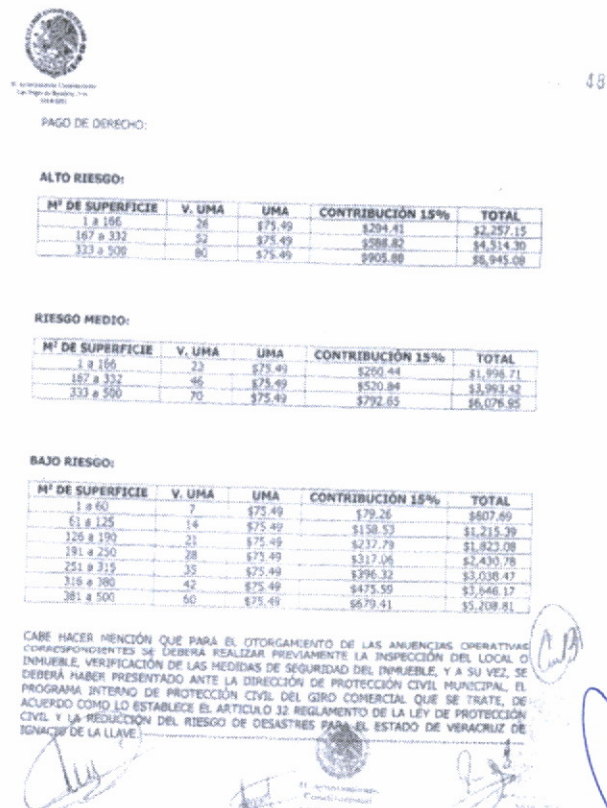 48
PAGO DE DERECHO:
ALTO RIESGO:
M² DE SUPERFICIE V. UMA UMA CONTRIBUCIÓN 15% TOTAL
1 a 166 26 $75.49 $294.41 $2,257.15
167 a 332 52 $75.49 $588.82 $4,514.30
333 a 500 80 $75.49 $905.88 $6,945.08
RIESGO MEDIO:
M² DE SUPERFICIE V. UMA UMA CONTRIBUCIÓN 15% TOTAL
1 a 166 23 $75.49 $260.44 $1,996.71
167 a 332 46 $75.49 $520.84 $3,993.42
333 a 500 70 $75.49 $792.65 $6,076.95
BAJO RIESGO:
M² DE SUPERFICIE V. UMA UMA CONTRIBUCIÓN 15% TOTAL
1 a 60 7 $75.49 $79.26 $607.69
61 a 125 14 $75.49 $158.53 $1,215.39
126 a 190 21 $75.49 $237.79 $1,823.08
191 a 250 28 $75.49 $317.06 $2,430.78
251 a 315 35 $75.49 $396.32 $3,038.47
316 a 380 42 $75.49 $475.59 $3,646.17
381 a 500 60 $75.49 $679.41 $5,208.81
CABE HACER MENCIÓN QUE PARA EL OTORGAMIENTO DE LAS ANUENCIAS OPERATIVAS
CORRESPONDIENTES SE DEBERÁ REALIZAR PREVIAMENTE LA INSPECCIÓN DEL LOCAL O
INMUEBLE, VERIFICACIÓN DE LAS MEDIDAS DE SEGURIDAD DEL INMUEBLE, Y A SU VEZ, SE
DEBERÁ HABER PRESENTADO ANTE LA DIRECCIÓN DE PROTECCIÓN CIVIL MUNICIPAL, EL
PROGRAMA INTERNO DE PROTECCIÓN CIVIL DEL GIRO COMERCIAL QUE SE TRATE, DE
ACUERDO COMO LO ESTABLECE EL ARTICULO 32 REGLAMENTO DE LA LEY DE PROTECCIÓN
CIVIL Y LA REDUCCIÓN DEL RIESGO DE DESASTRES PARA EL ESTADO DE VERACRUZ DE
IGNACIO DE LA LLAVE.
H. Ayuntamiento
Constitucional